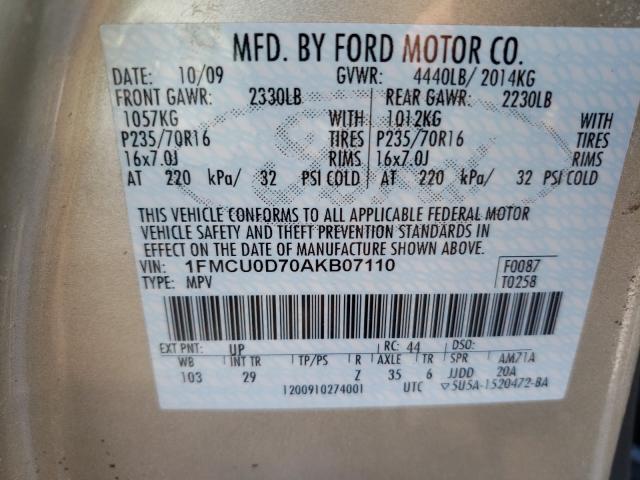 MFD. BY FORD MOTOR CO.
DATE: 10/09 GVWR: 4440LB/ 2014KG
FRONT GAWR: 2330LB REAR GAWR: 2230LB
1057KG WITH 1012KG WITH
P235/70R16 TIRES P235/70R16 TIRES
16x7.0J RIMS 16x7.0J RIMS
AT 220 kPa/ 32 PSI COLD AT 220 kPa/ 32 PSI COLD
THIS VEHICLE CONFORMS TO ALL APPLICABLE FEDERAL MOTOR
VEHICLE SAFETY AND THEFT PREVENTION STANDARDS IN
EFFECT ON THE DATE OF MANUFACTURE SHOWN ABOVE.
VIN: 1FMCU0D70AKB07110 F0087
TYPE: MPV T0258
EXT PNT: UP RC: 44 DSO:
WB INT TR TP/PS R AXLE TR SPR AM71A
103 29 Z 35 6 JJDD 20A
1200910274001 UTC ▽5U5A-1520472-BA